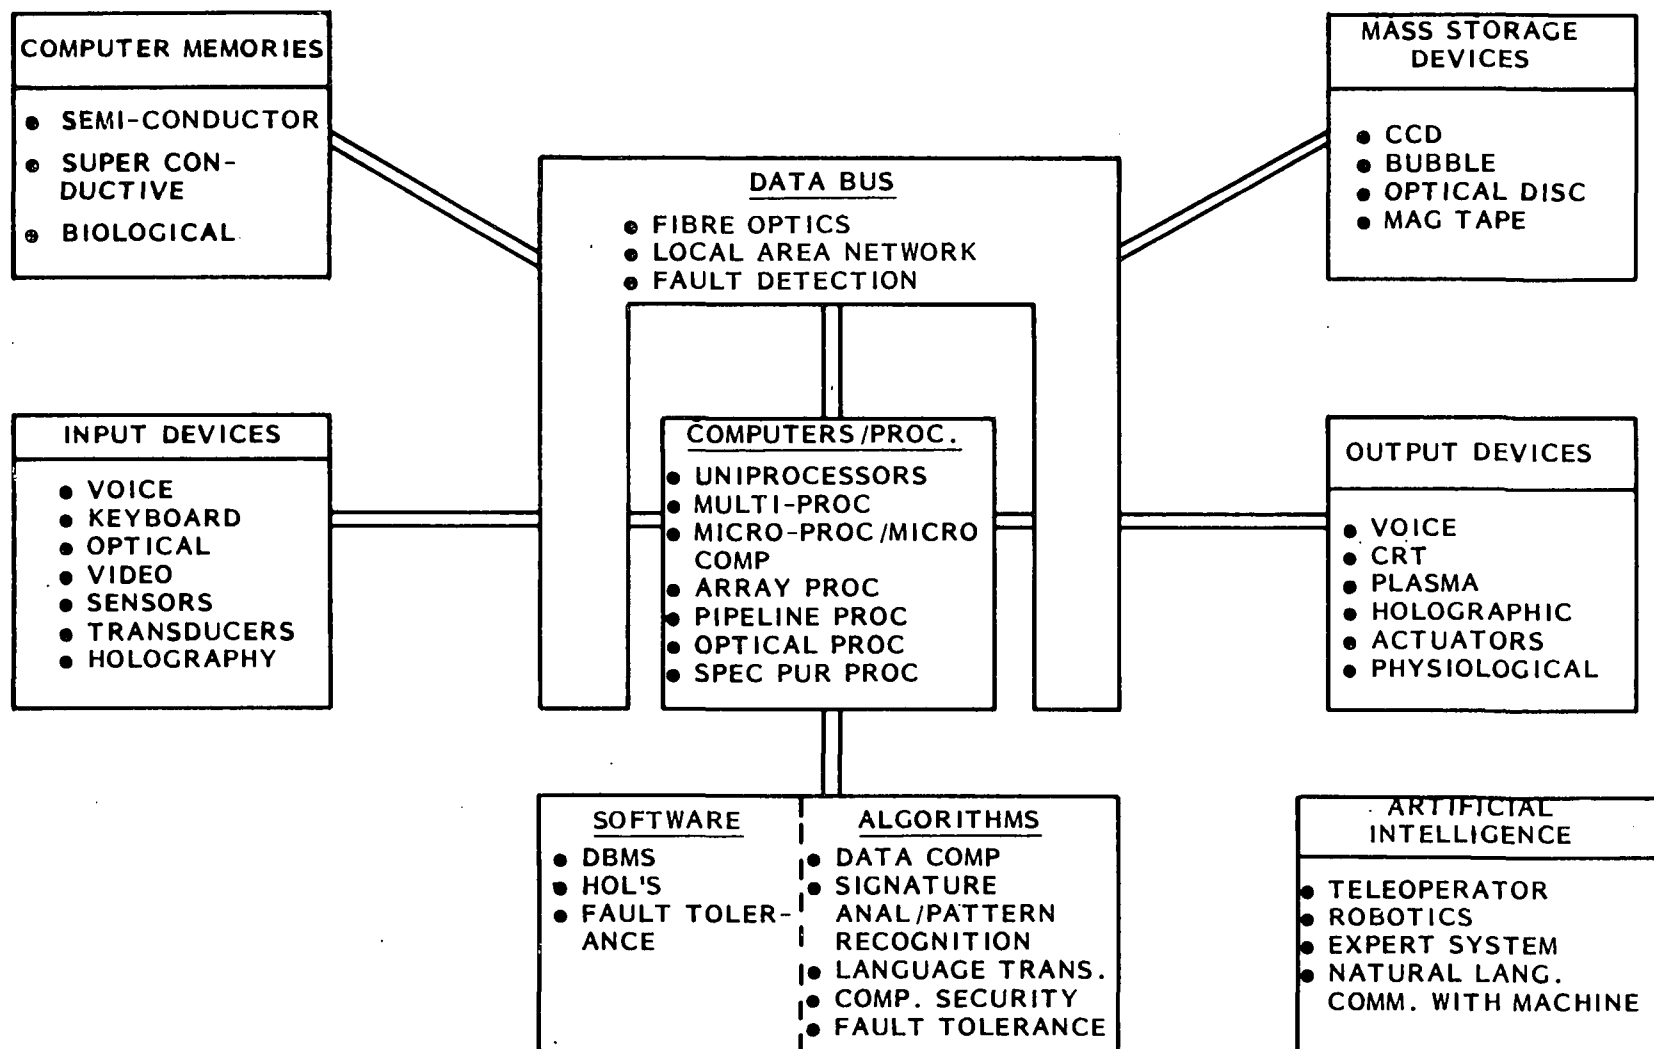 COMPUTER MEMORIES
● SEMI-CONDUCTOR
● SUPER CON-
DUCTIVE
● BIOLOGICAL
MASS STORAGE
DEVICES
● CCD
● BUBBLE
● OPTICAL DISC
● MAG TAPE
DATA BUS
● FIBRE OPTICS
● LOCAL AREA NETWORK
● FAULT DETECTION
INPUT DEVICES
● VOICE
● KEYBOARD
● OPTICAL
● VIDEO
● SENSORS
● TRANSDUCERS
● HOLOGRAPHY
COMPUTERS/PROC.
● UNIPROCESSORS
● MULTI-PROC
● MICRO-PROC/MICRO
COMP
● ARRAY PROC
● PIPELINE PROC
● OPTICAL PROC
● SPEC PUR PROC
OUTPUT DEVICES
● VOICE
● CRT
● PLASMA
● HOLOGRAPHIC
● ACTUATORS
● PHYSIOLOGICAL
SOFTWARE
● DBMS
● HOL'S
● FAULT TOLER-
ANCE
ALGORITHMS
● DATA COMP
● SIGNATURE
ANAL/PATTERN
RECOGNITION
● LANGUAGE TRANS.
● COMP. SECURITY
● FAULT TOLERANCE
ARTIFICIAL
INTELLIGENCE
● TELEOPERATOR
● ROBOTICS
● EXPERT SYSTEM
● NATURAL LANG.
COMM. WITH MACHINE